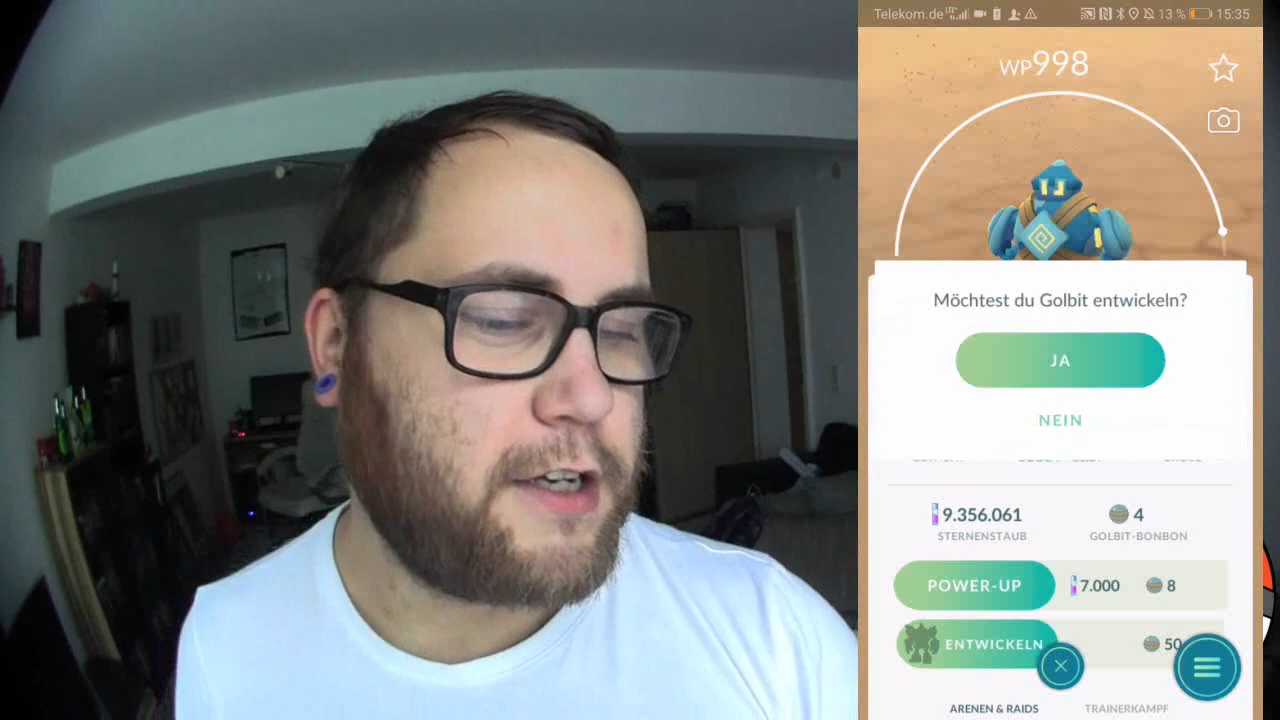 Telekom.de 13 % 15:35
WP998
Möchtest du Golbit entwickeln?
JA
NEIN
9.356.061 4
STERNENSTAUB GOLBIT-BONBON
POWER-UP 7.000 8
ENTWICKELN 50
ARENEN & RAIDS TRAINERKAMPF